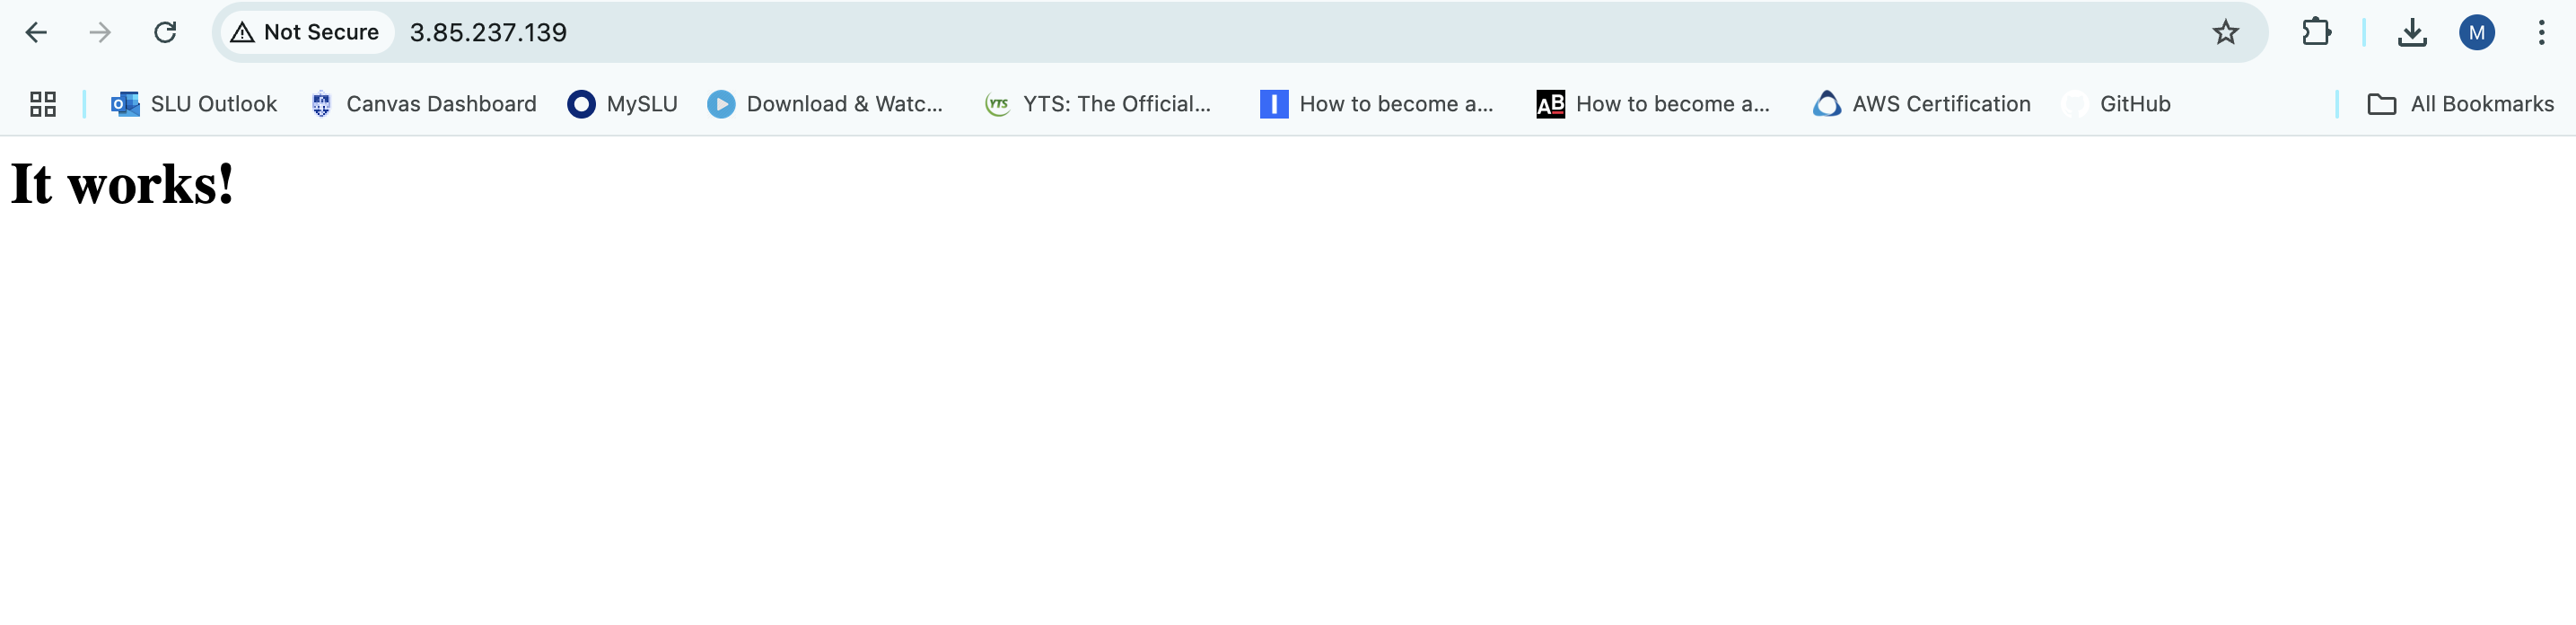 Not Secure 3.85.237.139 M
SLU Outlook Canvas Dashboard MySLU Download & Watc... YTS YTS: The Official... I How to become a... AB How to become a... AWS Certification GitHub All Bookmarks
It works!